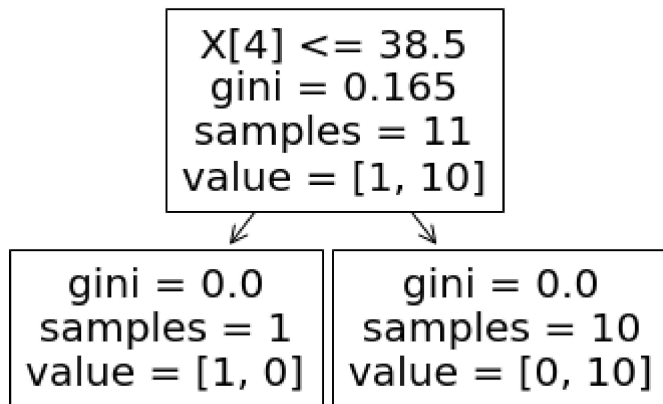 X[4] <= 38.5
gini = 0.165
samples = 11
value = [1, 10]
gini = 0.0
samples = 1
value = [1, 0]
gini = 0.0
samples = 10
value = [0, 10]